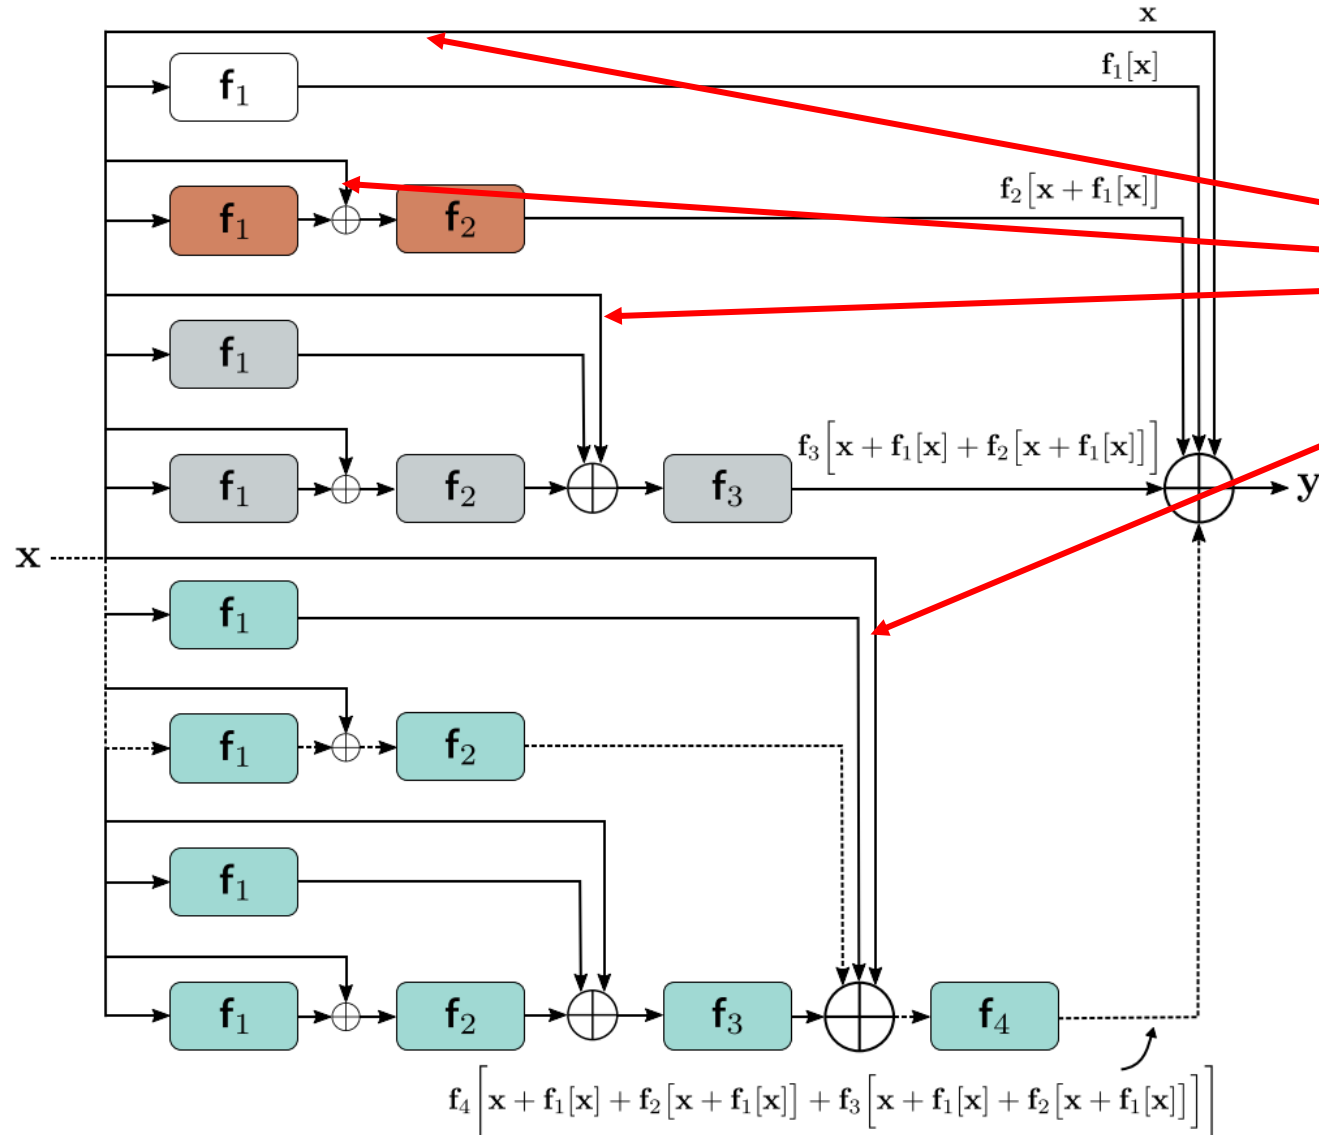 x
f₁
f₁[x]
f₁
f₂
f₂[x + f₁[x]]
f₁
f₁
f₂
f₃
f₃[x + f₁[x] + f₂[x + f₁[x]]]
y
x
f₁
f₁
f₂
f₁
f₁
f₂
f₃
f₄
f₄[x + f₁[x] + f₂[x + f₁[x]] + f₃[x + f₁[x] + f₂[x + f₁[x]]]]